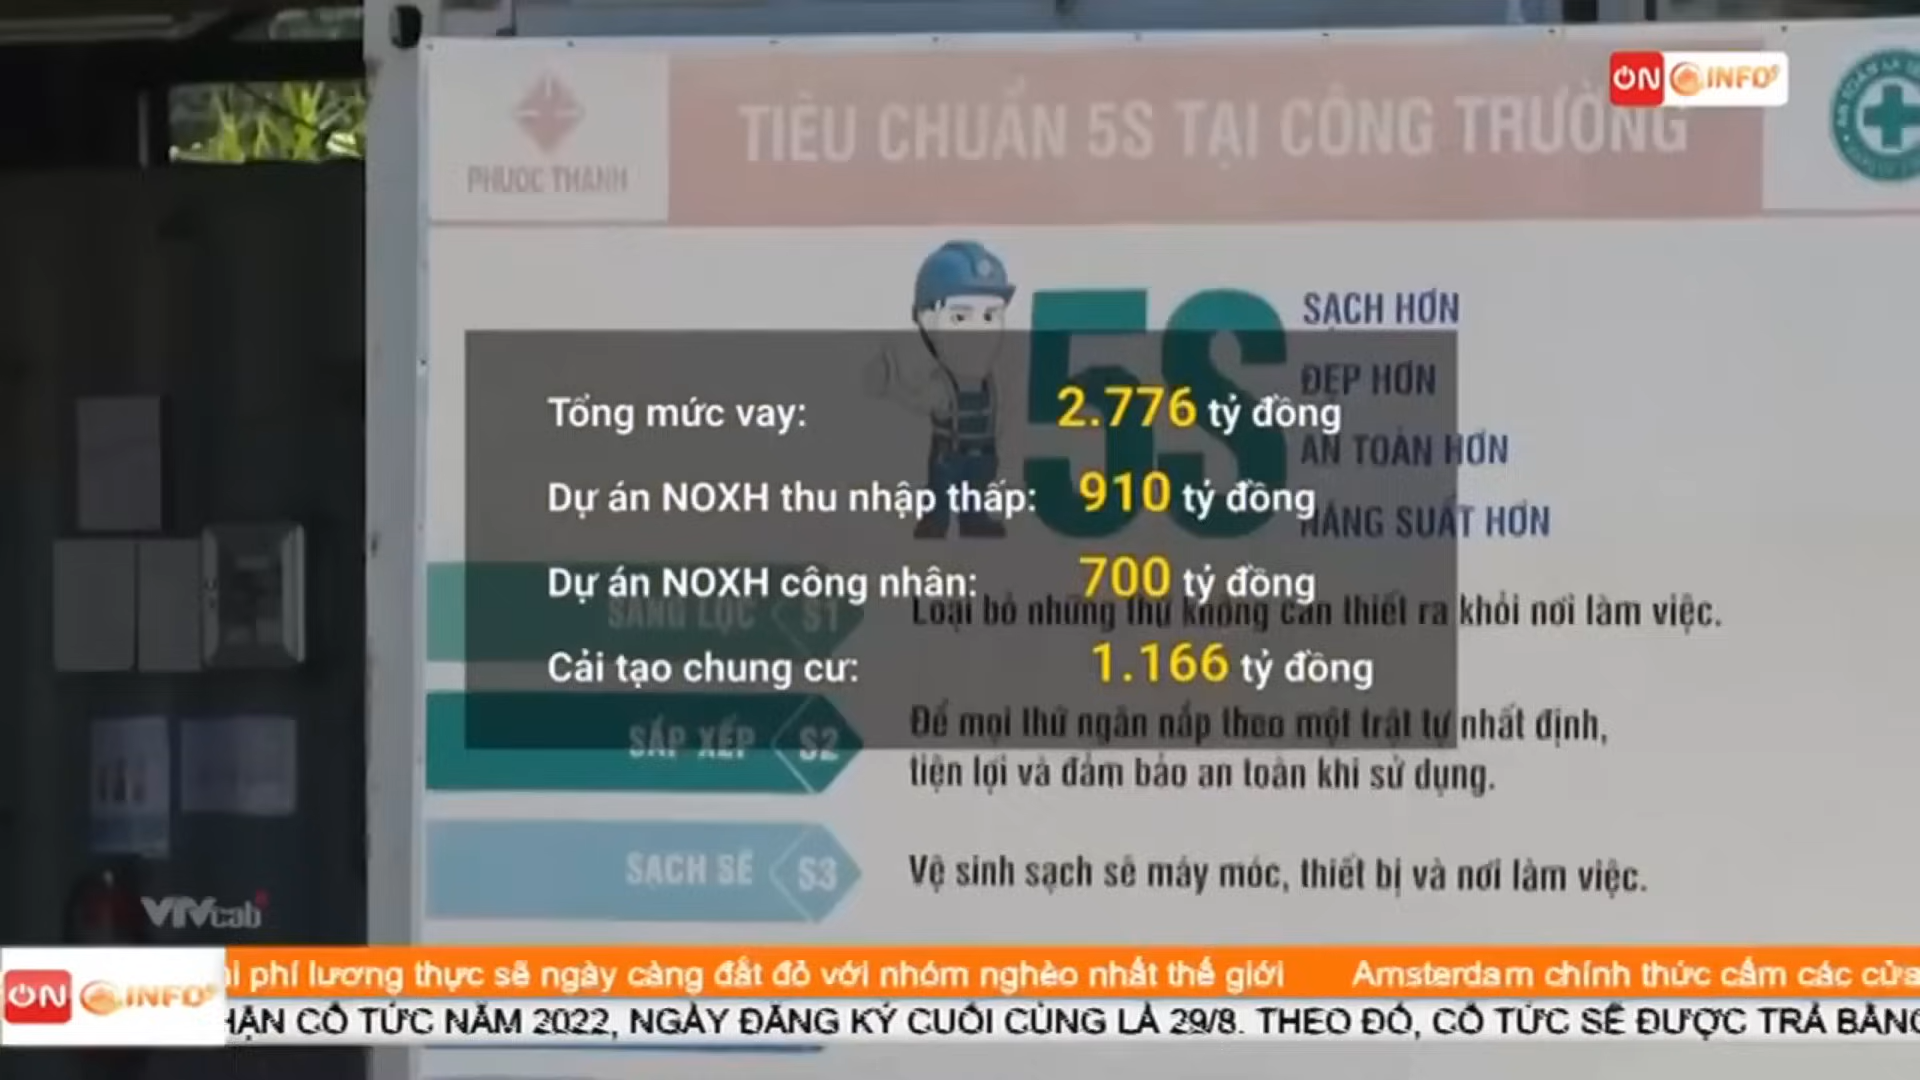 ON INFO
PHƯỚC THÀNH
TIÊU CHUẨN 5S TẠI CÔNG TRƯỜNG
5S
SẠCH HƠN
ĐẸP HƠN
AN TOÀN HƠN
NĂNG SUẤT HƠN
Tổng mức vay: 2.776 tỷ đồng
Dự án NOXH thu nhập thấp: 910 tỷ đồng
Dự án NOXH công nhân: 700 tỷ đồng
Cải tạo chung cư: 1.166 tỷ đồng
SÀNG LỌC S1
Loại bỏ những thứ không cần thiết ra khỏi nơi làm việc.
SẮP XẾP S2
Để mọi thứ ngăn nắp theo một trật tự nhất định,
tiện lợi và đảm bảo an toàn khi sử dụng.
SẠCH SẼ S3
Vệ sinh sạch sẽ máy móc, thiết bị và nơi làm việc.
VTVcab
ON INFO
phí lương thực sẽ ngày càng đắt đỏ với nhóm nghèo nhất thế giới Amsterdam chính thức cấm các cửa
CỔ TỨC NĂM 2022, NGÀY ĐĂNG KÝ CUỐI CÙNG LÀ 29/8. THEO ĐÓ, CỔ TỨC SẼ ĐƯỢC TRẢ BẰNG